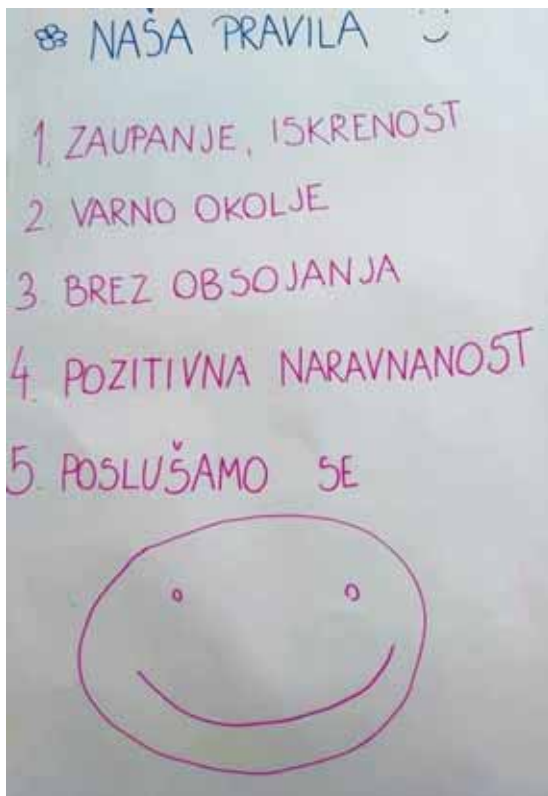 NAŠA PRAVILA
1. ZAUPANJE, ISKRENOST
2. VARNO OKOLJE
3. BREZ OBSOJANJA
4. POZITIVNA NARAVNANOST
5. POSLUŠAMO SE